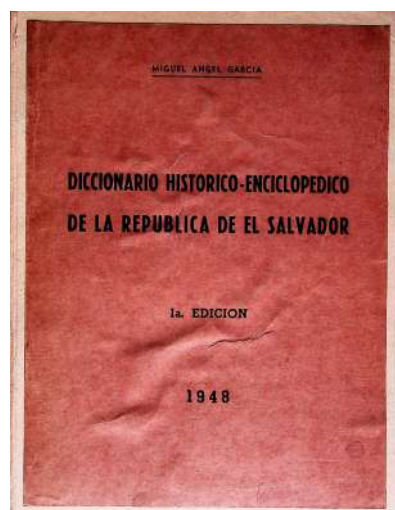 MIGUEL ANGEL GARCIA
DICCIONARIO HISTORICO-ENCICLOPEDICO
DE LA REPUBLICA DE EL SALVADOR
1a. EDICION
1948